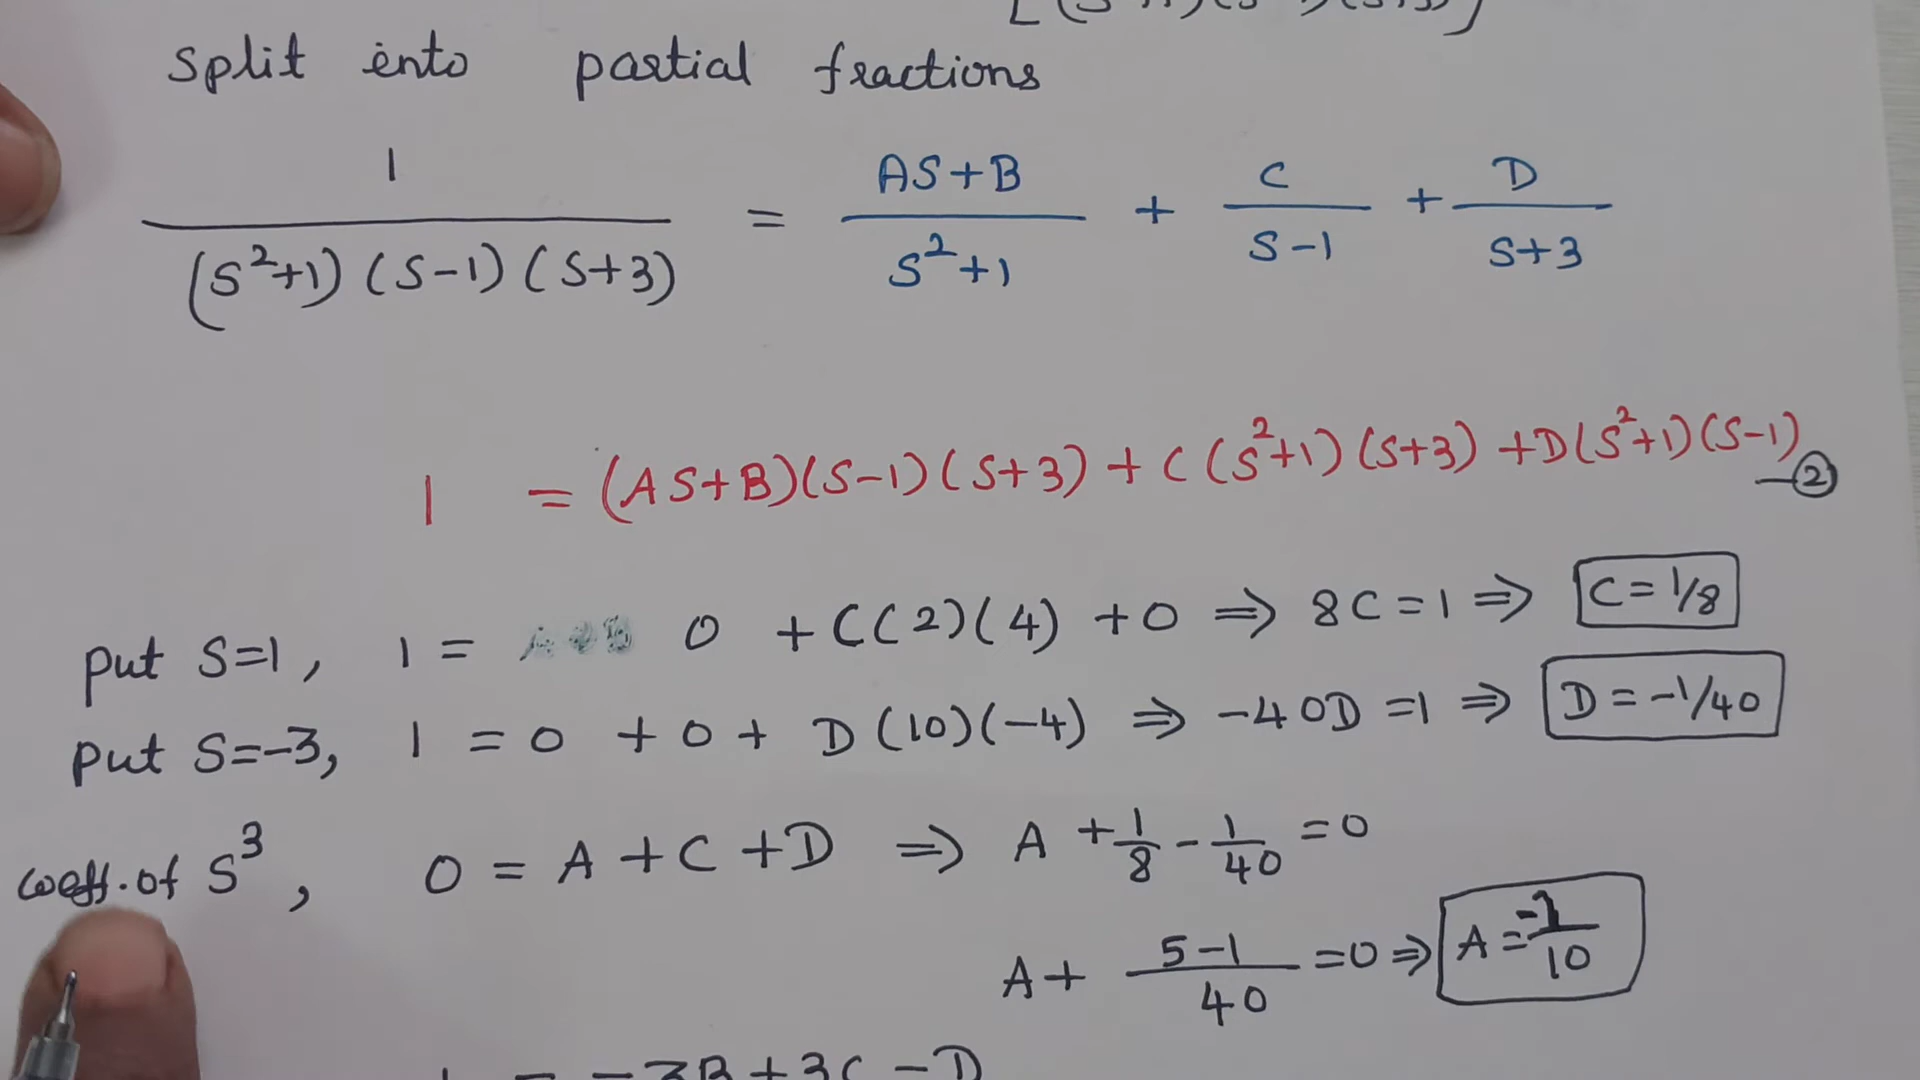 split into partial fractions
1 / (S²+1)(S-1)(S+3) = AS+B / S²+1 + C / S-1 + D / S+3
1 = (AS+B)(S-1)(S+3) + C(S²+1)(S+3) + D(S²+1)(S-1) —②
put S=1, 1 = 0 + C(2)(4) + 0 ⇒ 8C=1 ⇒ C=1/8
put S=-3, 1 = 0 + 0 + D(10)(-4) ⇒ -40D=1 ⇒ D=-1/40
coeff. of S³, 0 = A+C+D ⇒ A + 1/8 - 1/40 = 0
A + 5-1 / 40 = 0 ⇒ A = -1/10
1 = -3B+3C-D